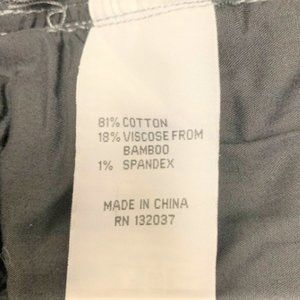 81% COTTON
18% VISCOSE FROM
BAMBOO
1% SPANDEX
MADE IN CHINA
RN 132037